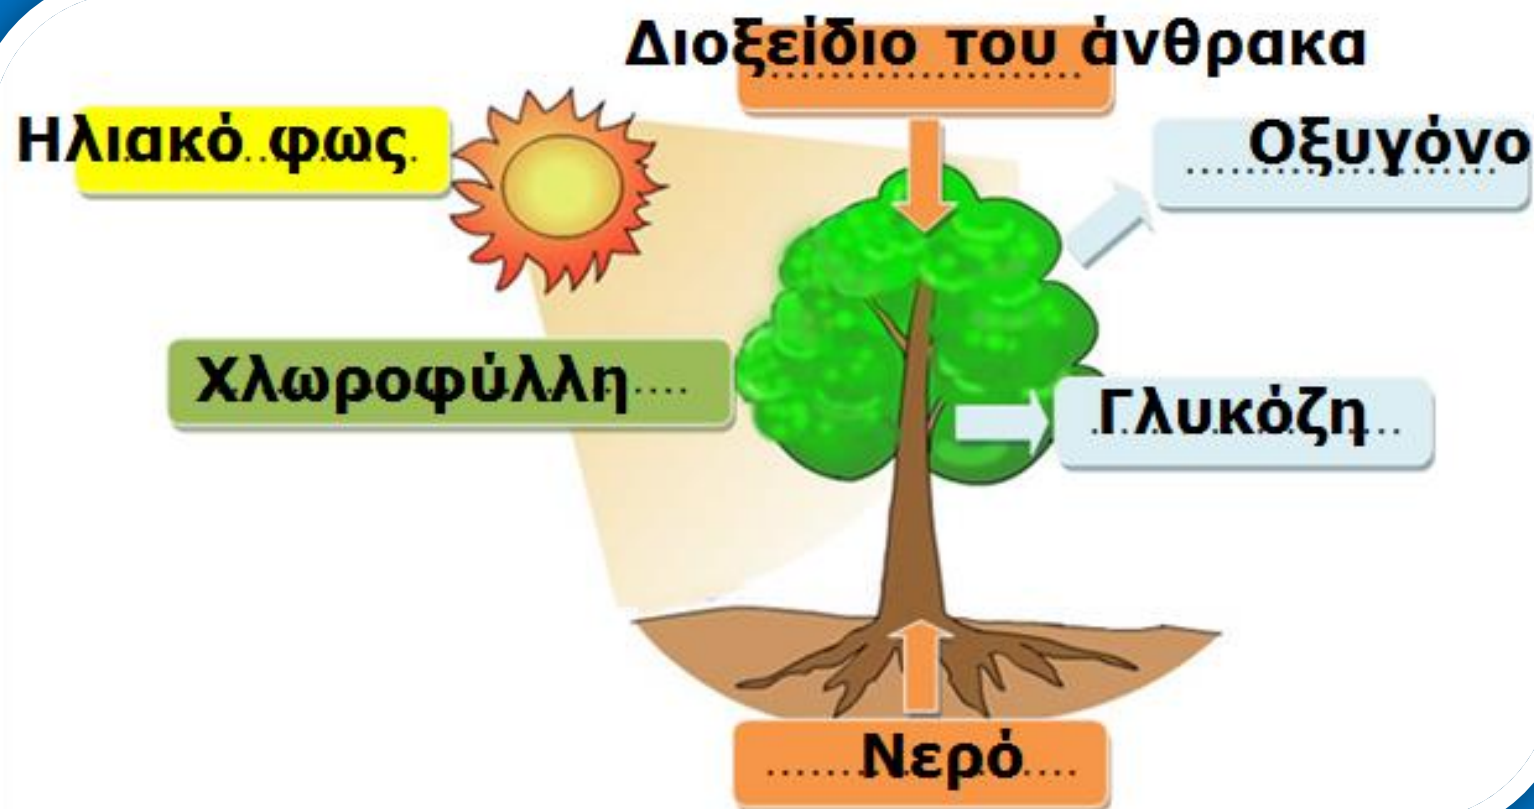 Διοξείδιο του άνθρακα
Ηλιακό φως
Οξυγόνο
Χλωροφύλλη
Γλυκόζη
Νερό